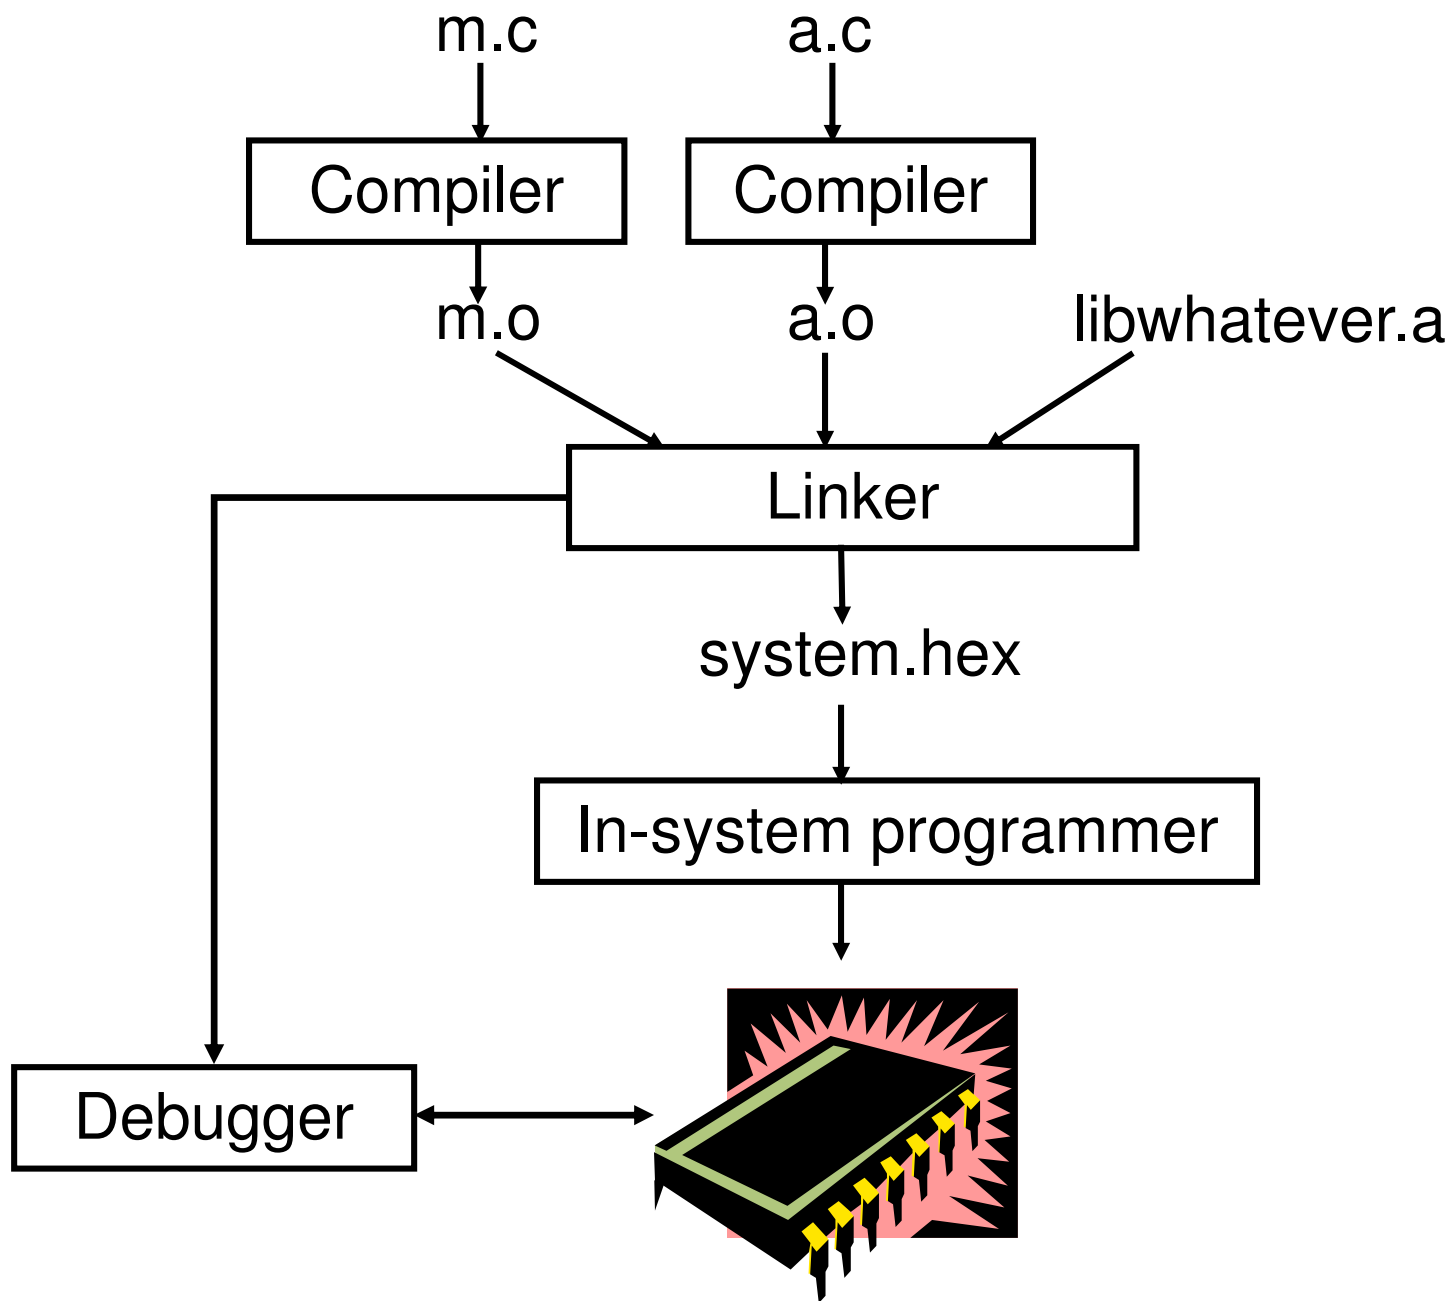 m.c
a.c
Compiler
Compiler
m.o
a.o
libwhatever.a
Linker
system.hex
In-system programmer
Debugger